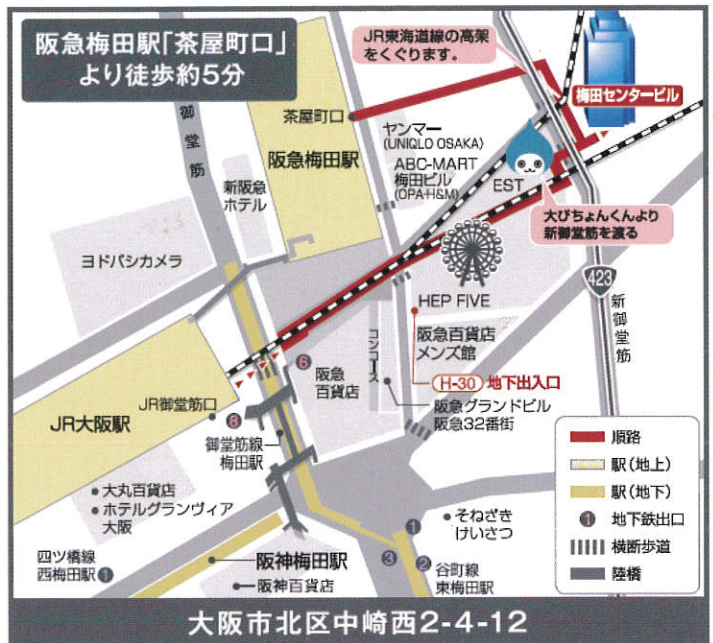 阪急梅田駅「茶屋町口」
より徒歩約5分
JR東海道線の高架
をくぐります。
梅田センタービル
御堂筋
茶屋町口
阪急梅田駅
ヤンマー
(UNIQLO OSAKA)
ABC-MART
梅田ビル
(OPA·H&M)
EST
新阪急
ホテル
大ぴちょんくんより
新御堂筋を渡る
ヨドバシカメラ
423
新御堂筋
HEP FIVE
阪急百貨店
メンズ館
コンコース
H-30 地下出入口
6
阪急
百貨店
阪急グランドビル
阪急32番街
JR御堂筋口
JR大阪駅
8
御堂筋線
梅田駅
大丸百貨店
ホテルグランヴィア
大阪
そねざき
けいさつ
1
3
2
四ツ橋線
西梅田駅
1
阪神梅田駅
阪神百貨店
谷町線
東梅田駅
順路
駅(地上)
駅(地下)
1 地下鉄出口
横断歩道
陸橋
大阪市北区中崎西2-4-12